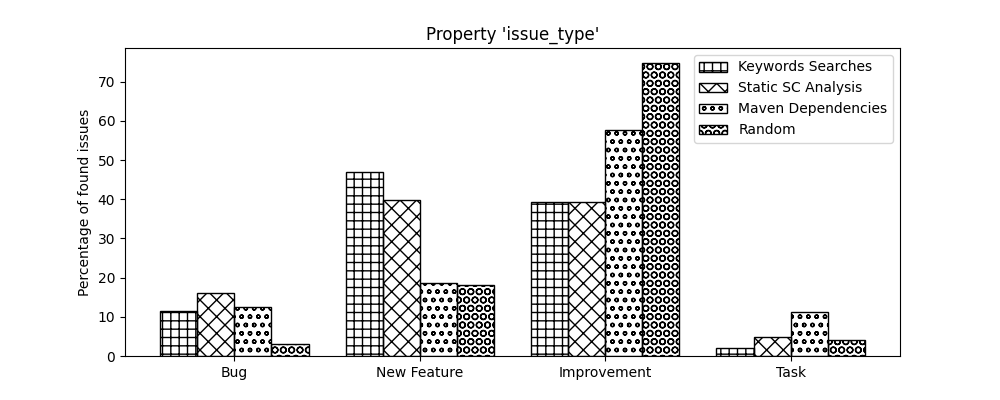 Property 'issue_type'
Percentage of found issues
70
60
50
40
30
20
10
0
Keywords Searches
Static SC Analysis
Maven Dependencies
Random
Bug
New Feature
Improvement
Task